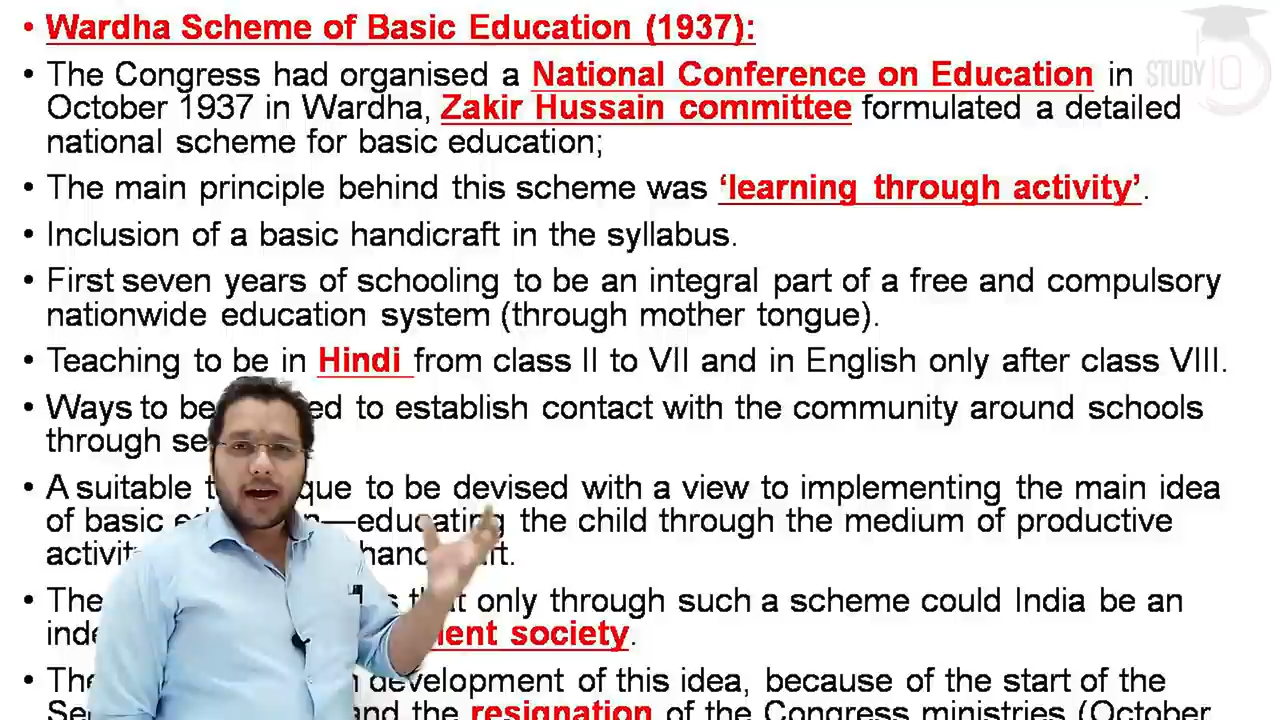 • Wardha Scheme of Basic Education (1937):
• The Congress had organised a National Conference on Education in
October 1937 in Wardha, Zakir Hussain committee formulated a detailed
national scheme for basic education;
• The main principle behind this scheme was ‘learning through activity’.
• Inclusion of a basic handicraft in the syllabus.
• First seven years of schooling to be an integral part of a free and compulsory
nationwide education system (through mother tongue).
• Teaching to be in Hindi from class II to VII and in English only after class VIII.
• Ways to be to establish contact with the community around schools
through
• A suitable to be devised with a view to implementing the main idea
of basic —educating the child through the medium of productive
• The that only through such a scheme could India be an
society.
• The development of this idea, because of the start of the
and the resignation of the Congress ministries (October
STUDY IQ